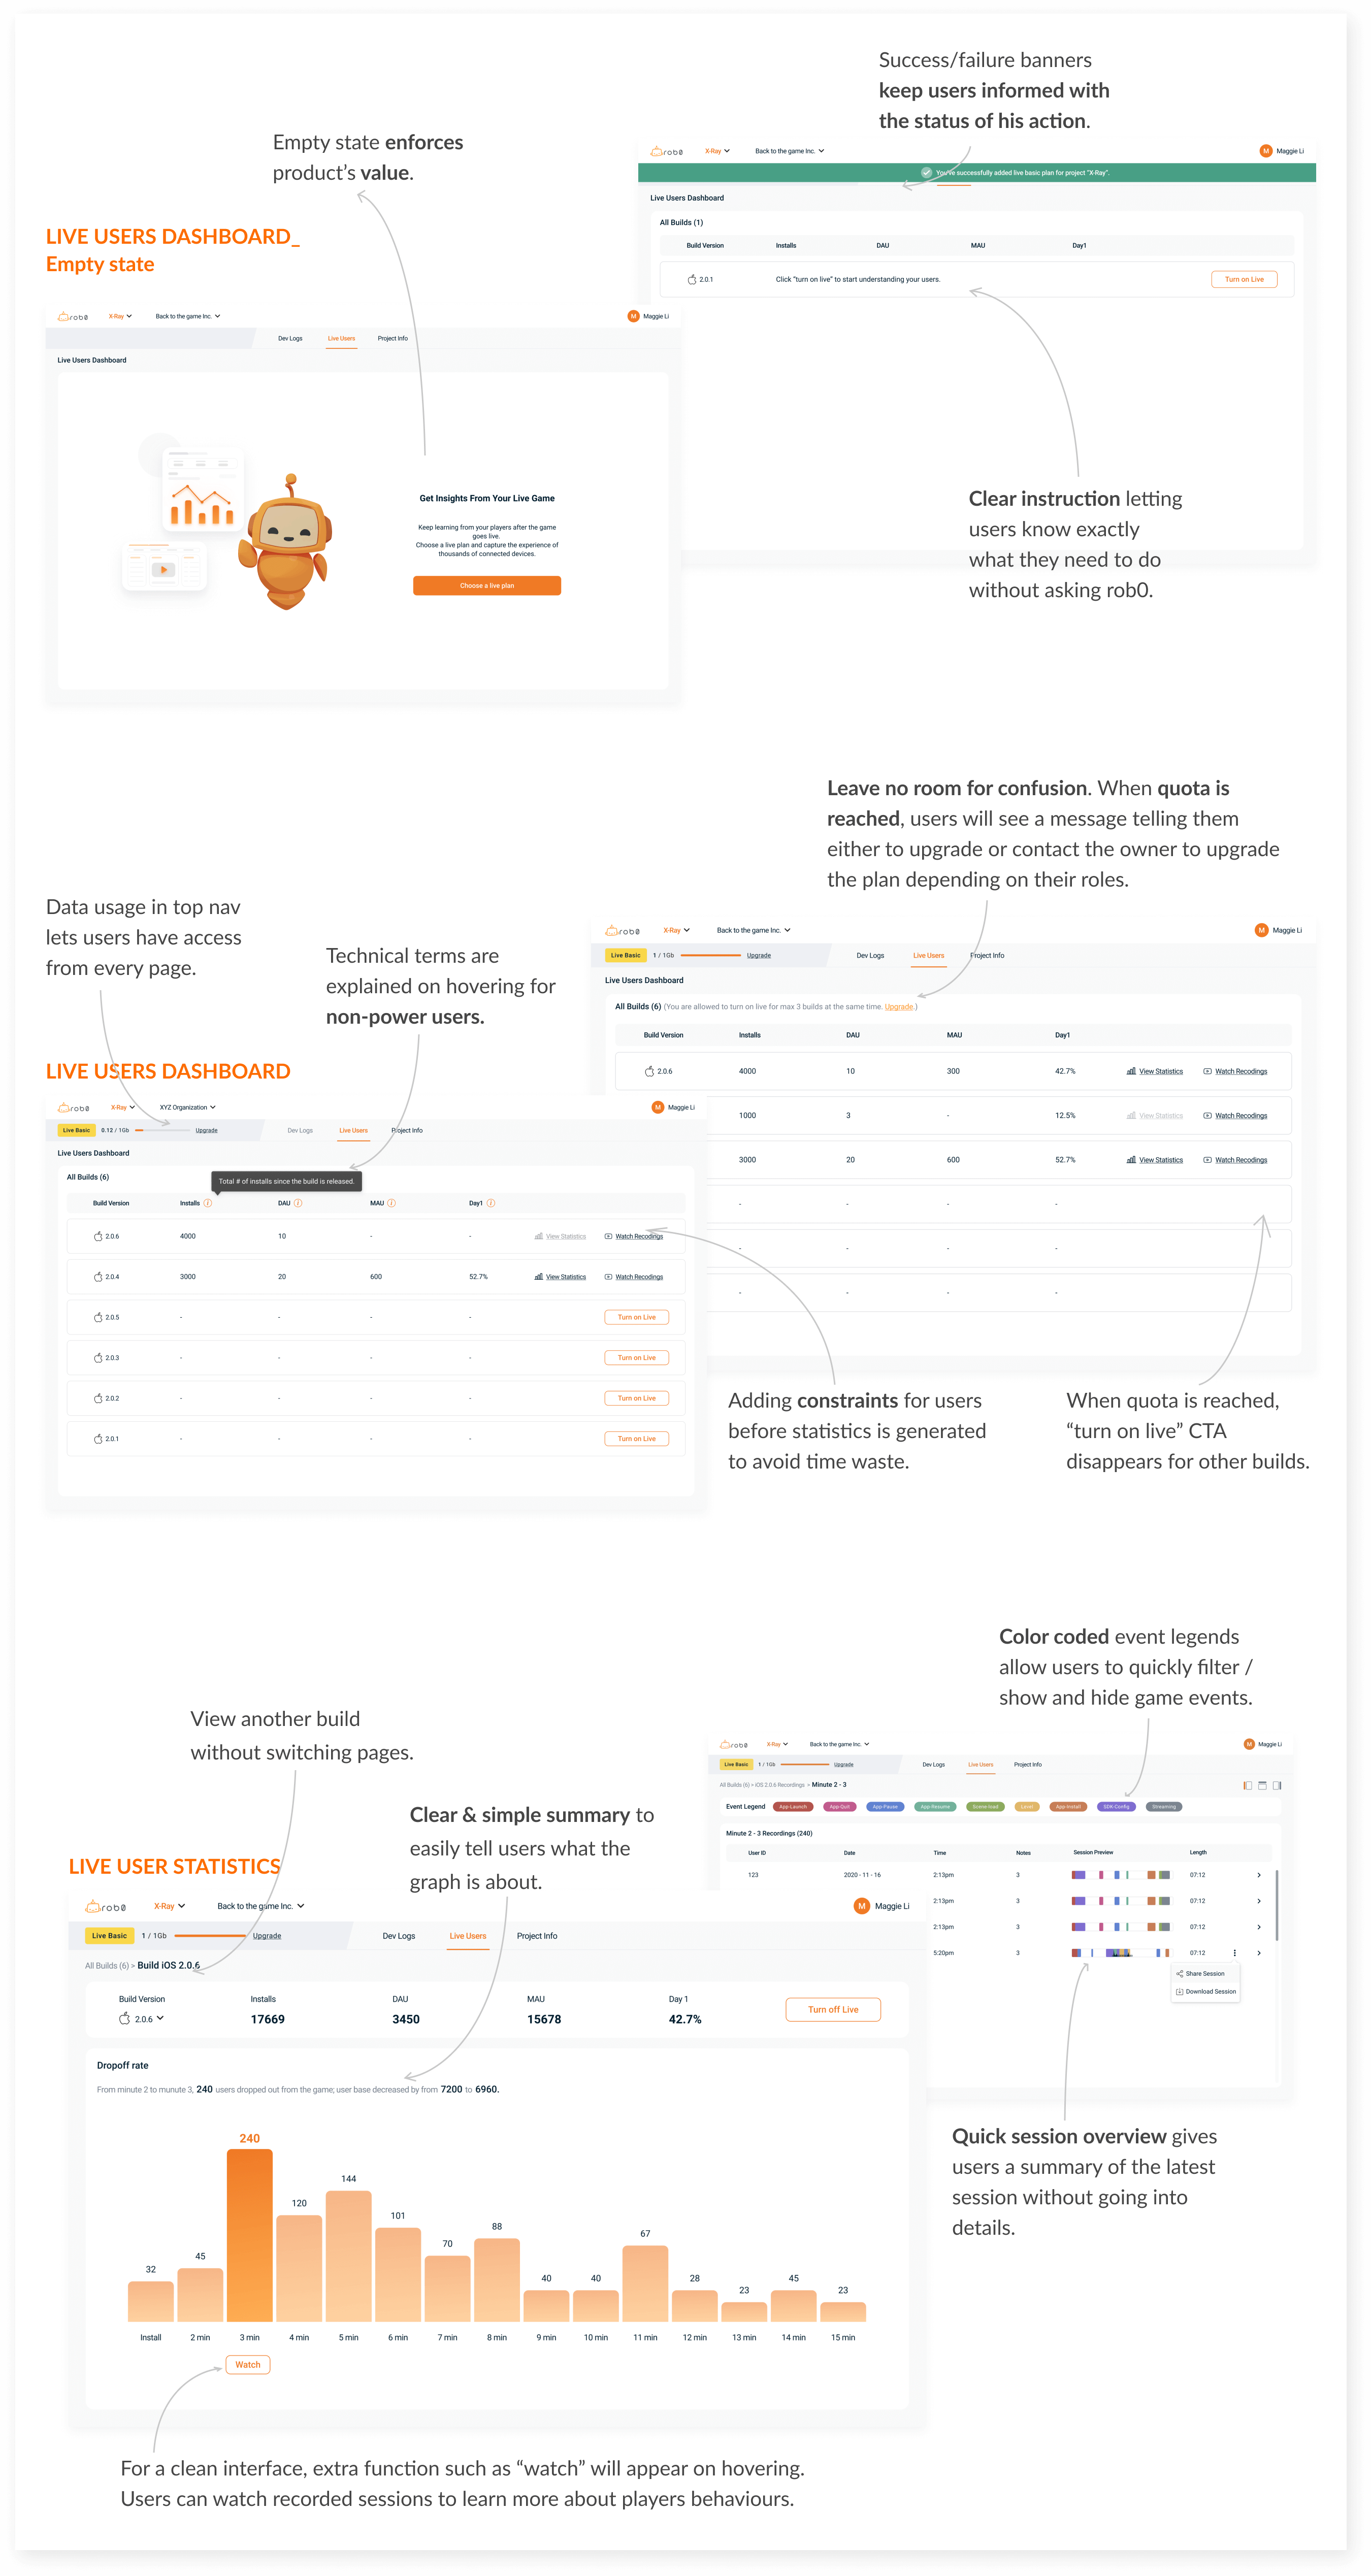 Success/failure banners
keep users informed with
the status of his action.
Empty state enforces
product's value.
LIVE USERS DASHBOARD_
Empty state
rob0 X-Ray Back to the game Inc. M Maggie Li
You've successfully added live basic plan for project "X-Ray".
Live Users Dashboard
All Builds (1)
Build Version Installs DAU MAU Day1
2.0.1 Click "turn on live" to start understanding your users. Turn on Live
rob0 X-Ray Back to the game Inc. M Maggie Li
Dev Logs Live Users Project Info
Live Users Dashboard
Get Insights From Your Live Game
Keep learning from your players after the game
goes live.
Choose a live plan and capture the experience of
thousands of connected devices.
Choose a live plan
Clear instruction letting
users know exactly
what they need to do
without asking rob0.
Leave no room for confusion. When quota is
reached, users will see a message telling them
either to upgrade or contact the owner to upgrade
the plan depending on their roles.
Data usage in top nav
lets users have access
from every page.
Technical terms are
explained on hovering for
non-power users.
LIVE USERS DASHBOARD
rob0 X-Ray Back to the game Inc. M Maggie Li
Live Basic 1 / 1Gb Upgrade Dev Logs Live Users Project Info
Live Users Dashboard
All Builds (6) (You are allowed to turn on live for max 3 builds at the same time. Upgrade.)
Build Version Installs DAU MAU Day1
2.0.6 4000 10 300 42.7% View Statistics Watch Recordings
1000 3 - 12.5% View Statistics Watch Recordings
3000 20 600 52.7% View Statistics Watch Recordings
- - - -
- - - -
- - - -
rob0 X-Ray XYZ Organization M Maggie Li
Live Basic 0.12 / 1Gb Upgrade Dev Logs Live Users Project Info
Live Users Dashboard
All Builds (6)
Total # of installs since the build is released.
Build Version Installs i DAU i MAU i Day1 i
2.0.6 4000 10 - - View Statistics Watch Recodings
2.0.4 3000 20 600 52.7% View Statistics Watch Recodings
2.0.5 - - - - Turn on Live
2.0.3 - - - - Turn on Live
2.0.2 - - - - Turn on Live
2.0.1 - - - - Turn on Live
Adding constraints for users
before statistics is generated
to avoid time waste.
When quota is reached,
“turn on live” CTA
disappears for other builds.
Color coded event legends
allow users to quickly filter /
show and hide game events.
View another build
without switching pages.
Clear & simple summary to
easily tell users what the
graph is about.
LIVE USER STATISTICS
rob0 X-Ray Back to the game Inc. M Maggie Li
Live Basic 1 / 1Gb Upgrade Dev Logs Live Users Project Info
All Builds (6) > iOS 2.0.6 Recordings > Minute 2 - 3
Event Legend App Launch App Quit App Pause App Resume Scene load Level App Install SDK Config Streaming
Minute 2 - 3 Recordings (240)
User ID Date Time Notes Session Preview Length
123 2020 - 11 - 16 2:13pm 3 07:12
2:13pm 3 07:12
2:13pm 3 07:12
5:20pm 3 07:12
Share Session
Download Session
rob0 X-Ray Back to the game Inc. M Maggie Li
Live Basic 1 / 1Gb Upgrade Dev Logs Live Users Project Info
All Builds (6) > Build iOS 2.0.6
Build Version Installs DAU MAU Day 1
2.0.6 17669 3450 15678 42.7% Turn off Live
Dropoff rate
From minute 2 to munute 3, 240 users dropped out from the game; user base decreased by from 7200 to 6960.
240
144
120
101
88
70
67
45
32
40 40 28 23 45 23
Install 2 min 3 min 4 min 5 min 6 min 7 min 8 min 9 min 10 min 11 min 12 min 13 min 14 min 15 min
Watch
Quick session overview gives
users a summary of the latest
session without going into
details.
For a clean interface, extra function such as “watch” will appear on hovering.
Users can watch recorded sessions to learn more about players behaviours.